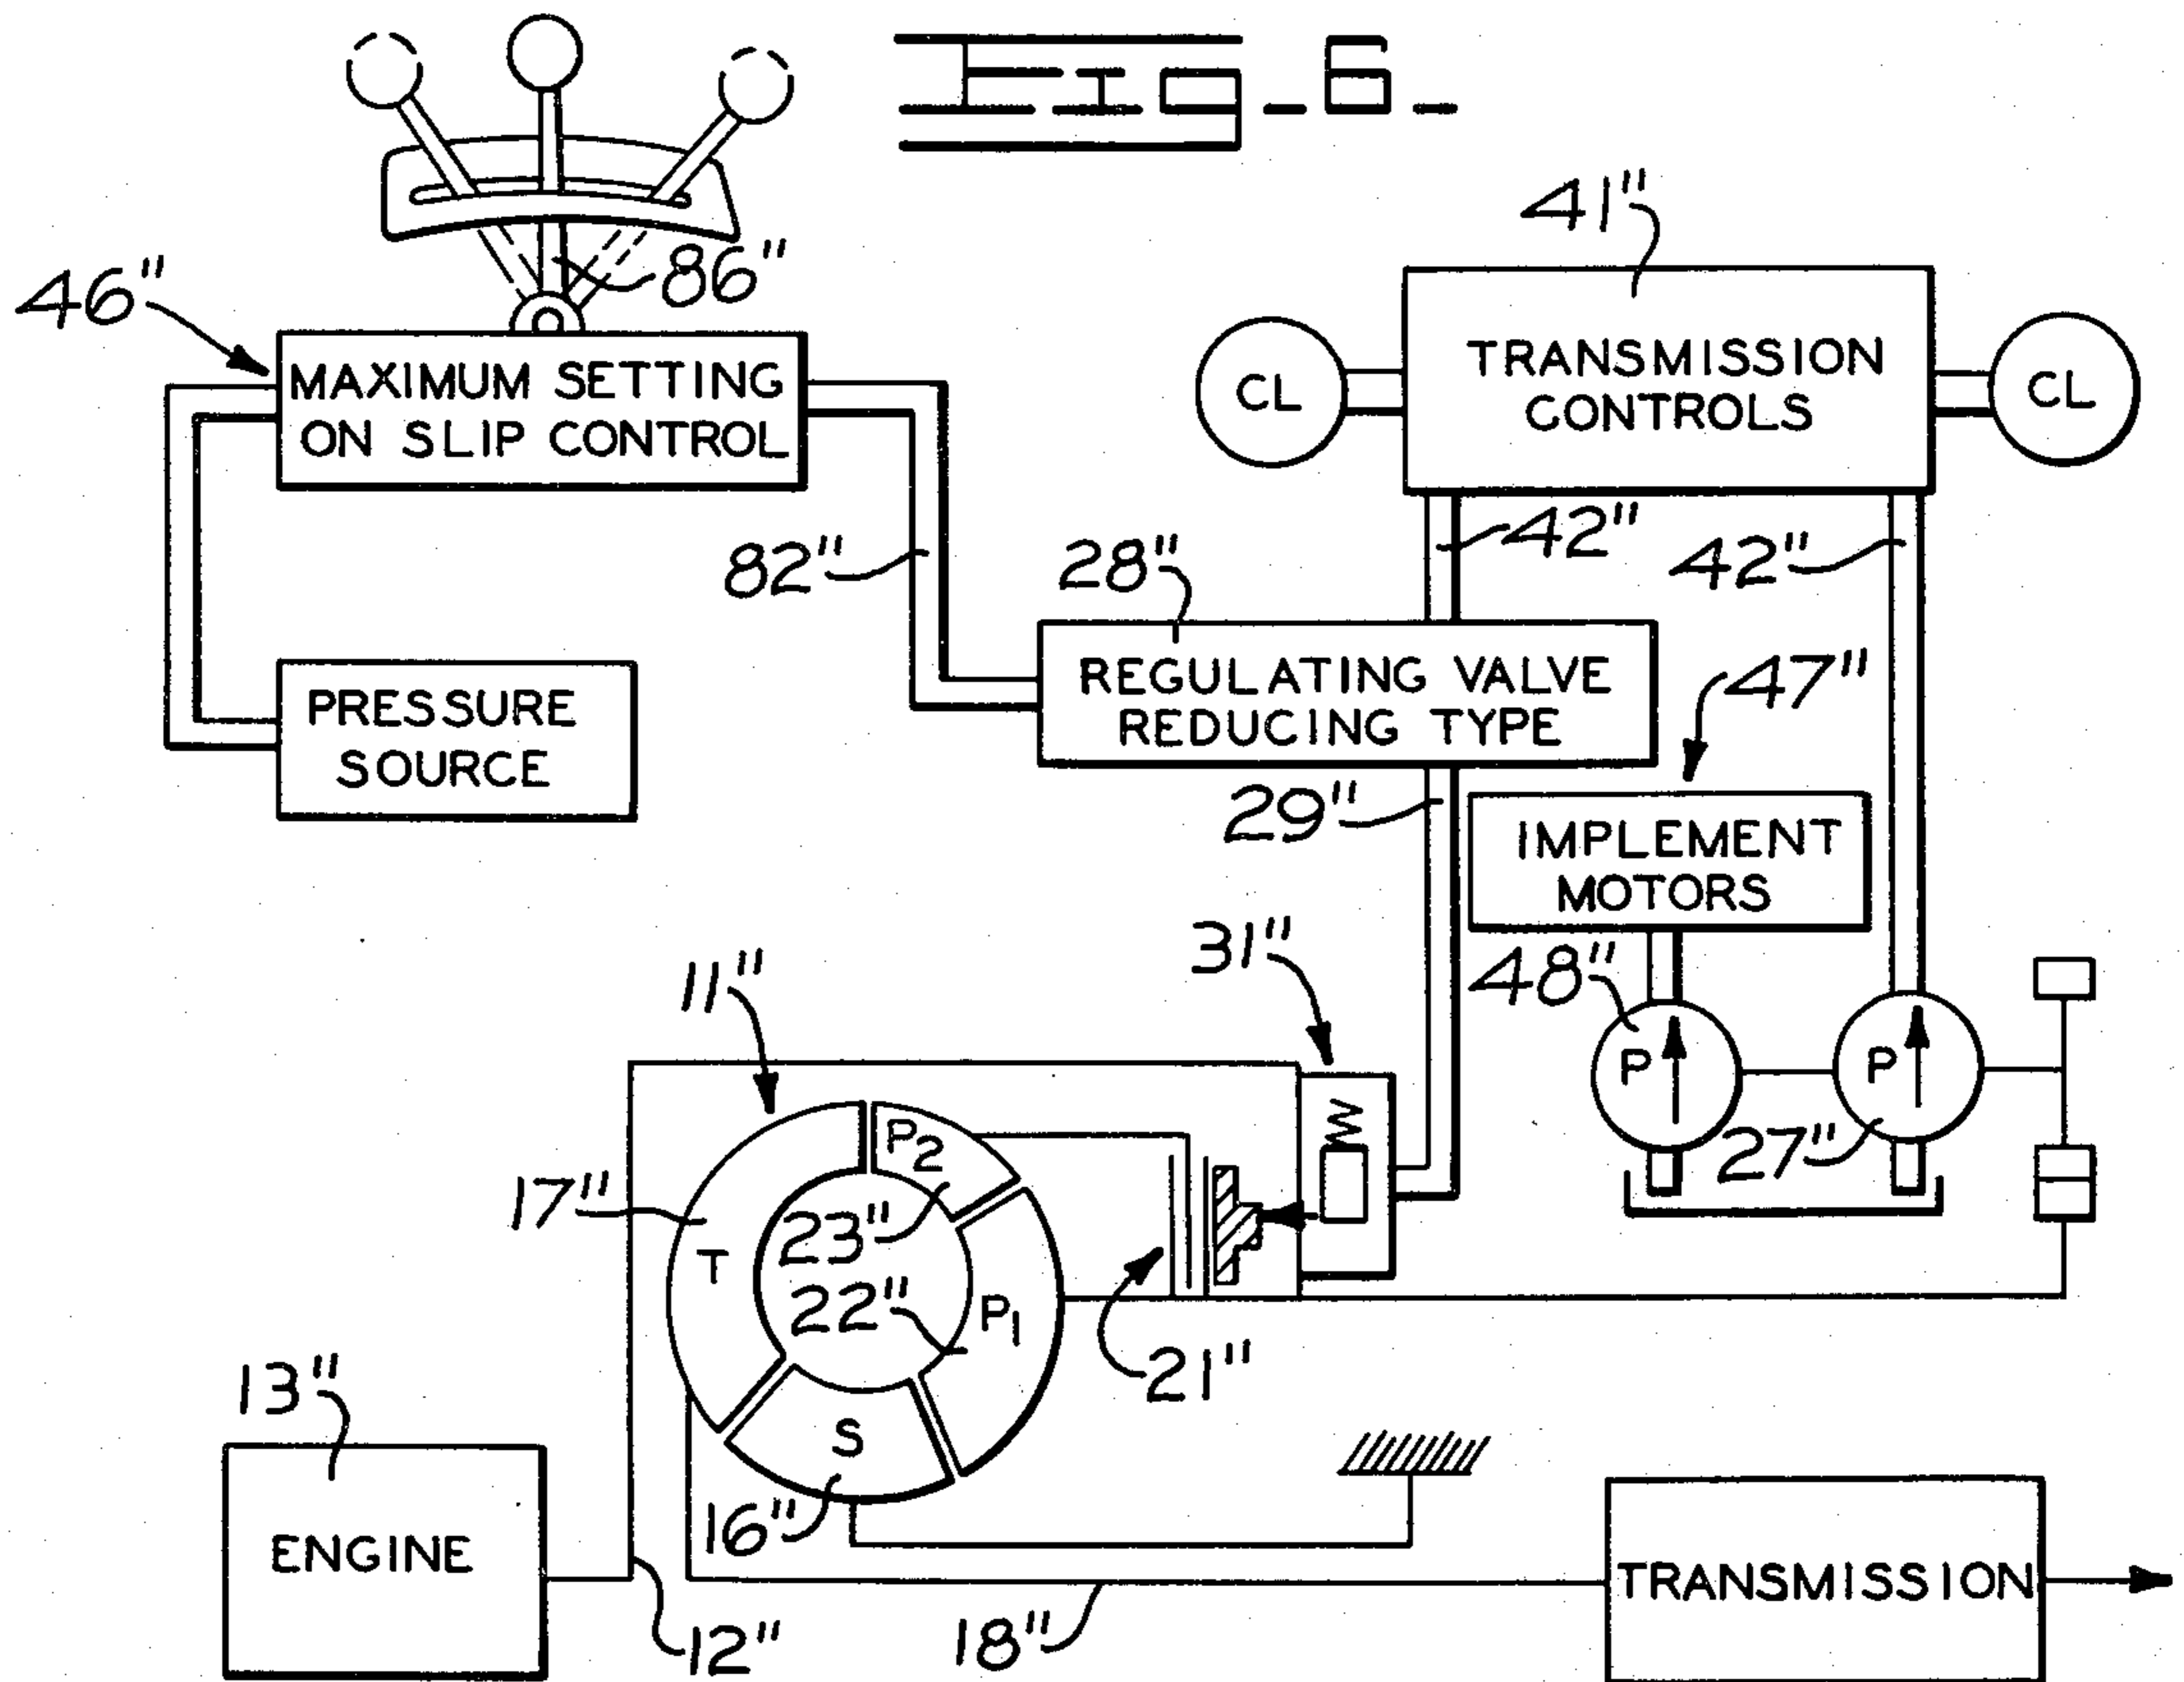 Fig_6_
86"
46"
MAXIMUM SETTING
ON SLIP CONTROL
41"
TRANSMISSION
CONTROLS
CL
CL
82"
28"
42"
42"
PRESSURE
SOURCE
REGULATING VALVE
REDUCING TYPE
47"
29"
IMPLEMENT
MOTORS
31"
48"
11"
P
P
27"
17"
P2
23"
T
22"
P1
21"
13"
S
16"
ENGINE
12"
18"
TRANSMISSION